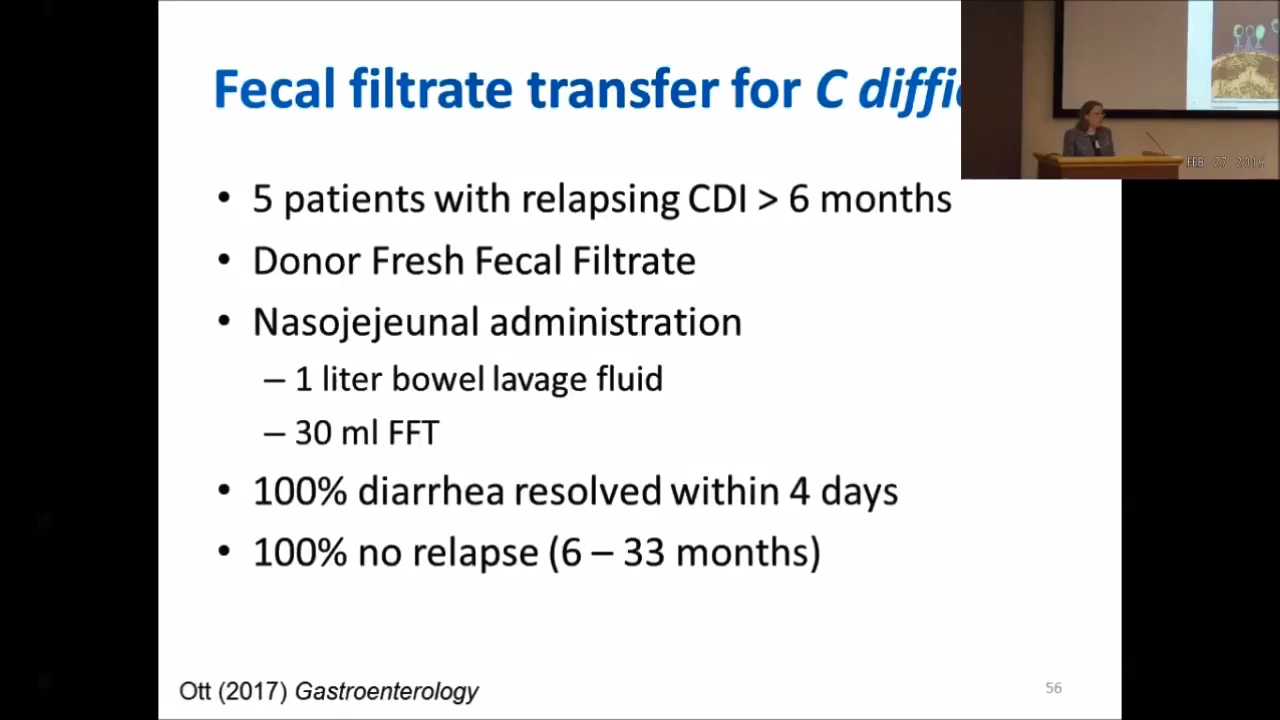 Fecal filtrate transfer for C diffi
• 5 patients with relapsing CDI > 6 months
• Donor Fresh Fecal Filtrate
• Nasojejeunal administration
– 1 liter bowel lavage fluid
– 30 ml FFT
• 100% diarrhea resolved within 4 days
• 100% no relapse (6 – 33 months)
Ott (2017) Gastroenterology
56
FEB 27 2018